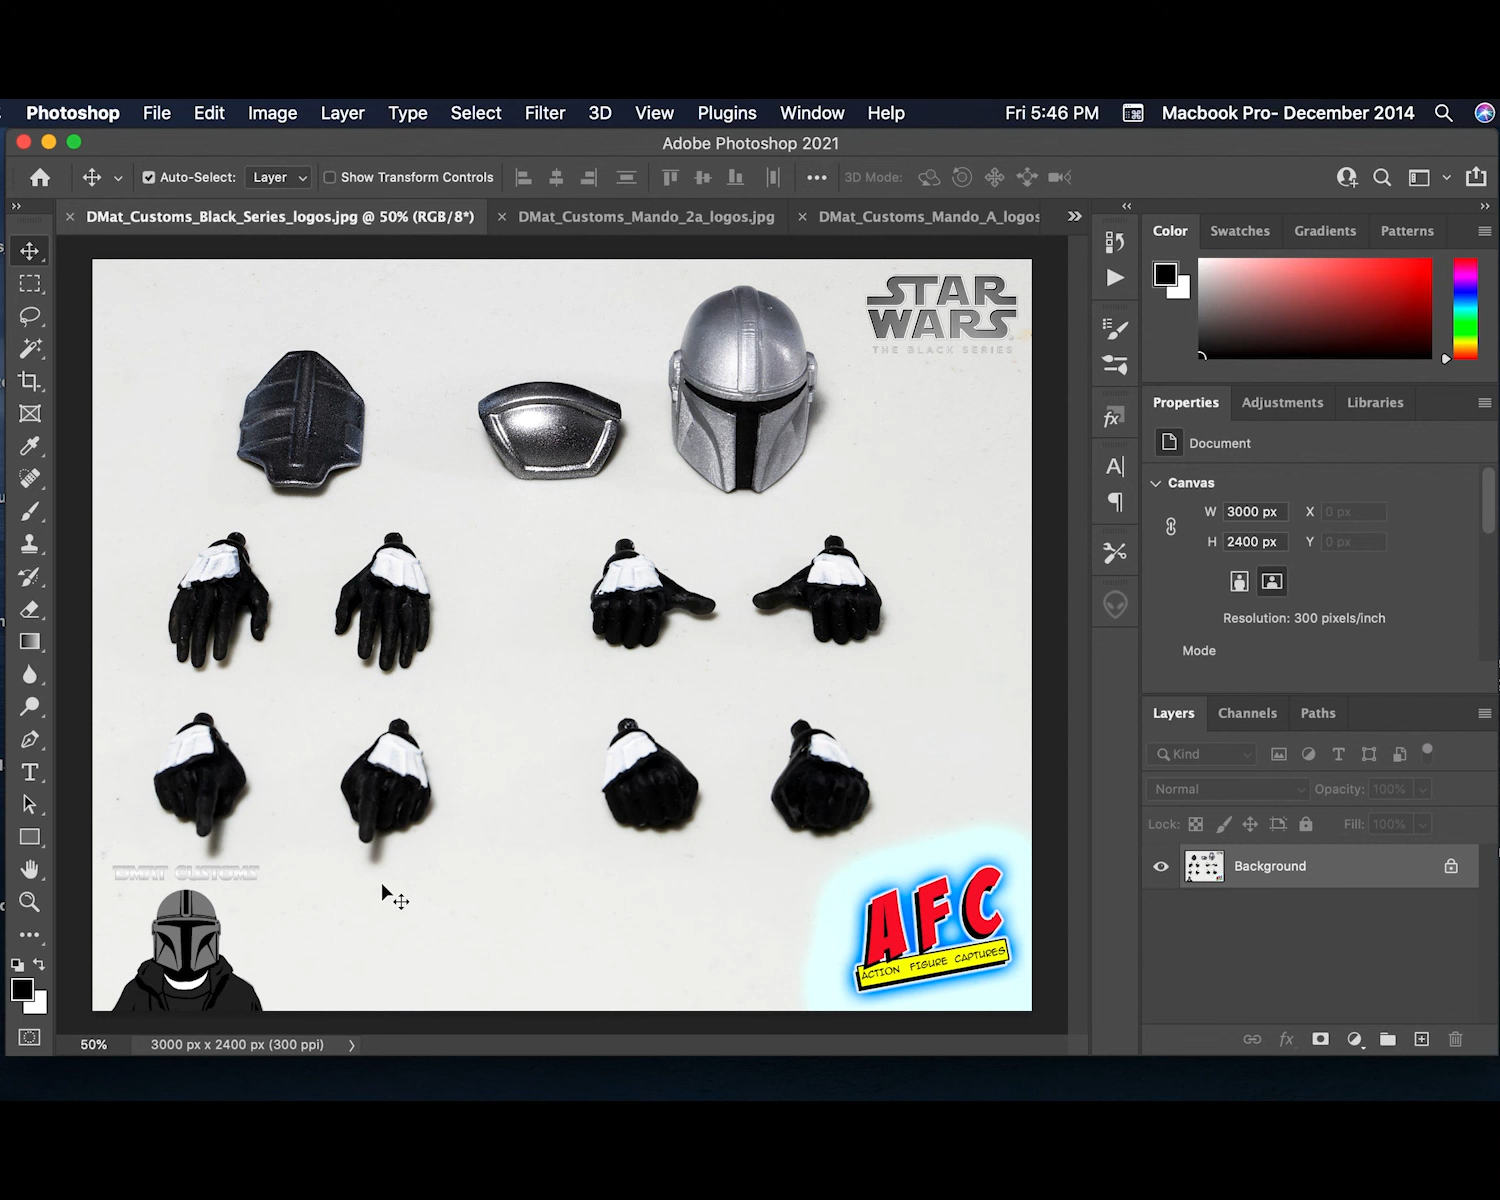 Photoshop File Edit Image Layer Type Select Filter 3D View Plugins Window Help Fri 5:46 PM Macbook Pro- December 2014
Adobe Photoshop 2021
Auto-Select: Layer Show Transform Controls 3D Mode:
DMat_Customs_Black_Series_logos.jpg @ 50% (RGB/8*) DMat_Customs_Mando_2a_logos.jpg DMat_Customs_Mando_A_logos
Color Swatches Gradients Patterns
STAR
WARS
THE BLACK SERIES
Properties Adjustments Libraries
Document
Canvas
W 3000 px X 0 px
H 2400 px Y 0 px
Resolution: 300 pixels/inch
Mode
Layers Channels Paths
Kind
Normal Opacity: 100%
Lock: Fill: 100%
Background
DMAT CUSTOMS
AFC
ACTION FIGURE CAPTURES
50% 3000 px x 2400 px (300 ppi)